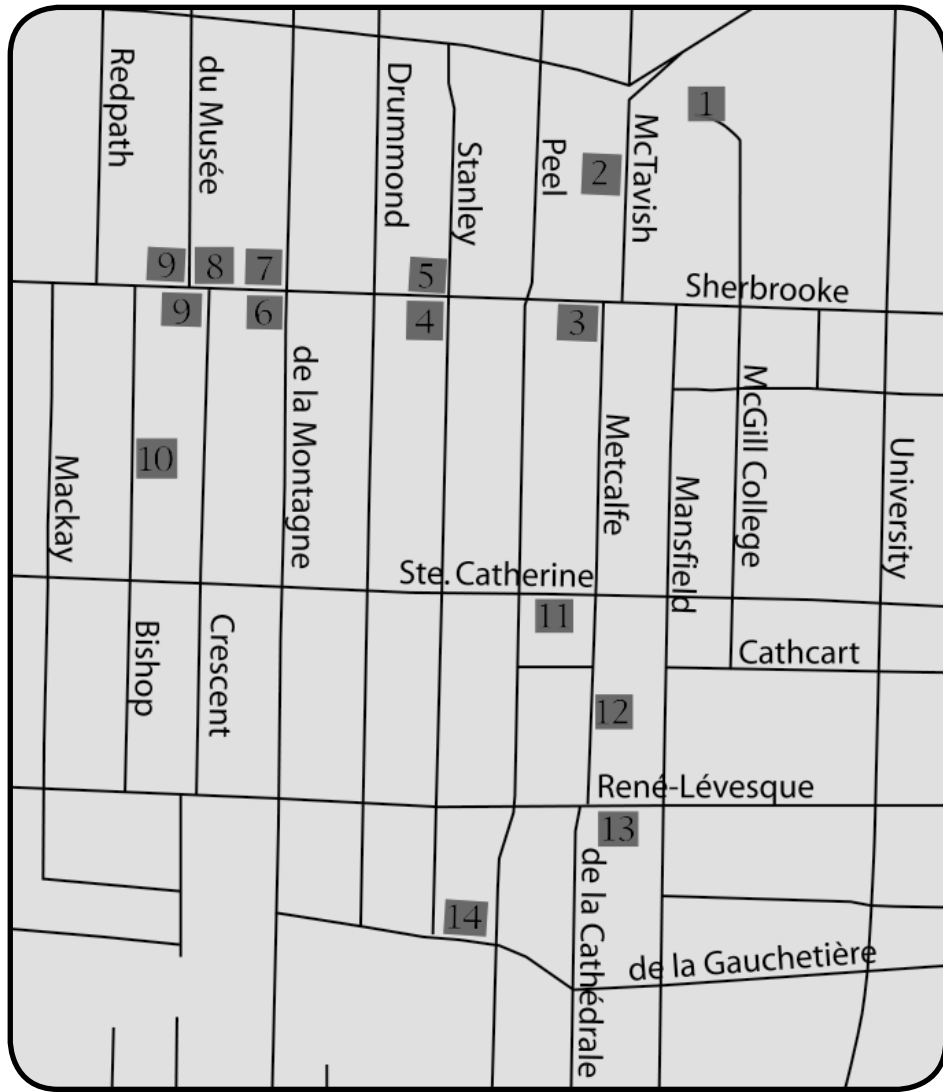 Redpath
du Musée
Drummond
Stanley
Peel
McTavish
1
2
9
8
7
5
Sherbrooke
9
6
4
3
de la Montagne
McGill College
Metcalfe
University
Mackay
10
Mansfield
Ste. Catherine
11
Bishop
Crescent
Cathcart
12
René-Lévesque
13
de la Cathédrale
14
de la Gauchetière